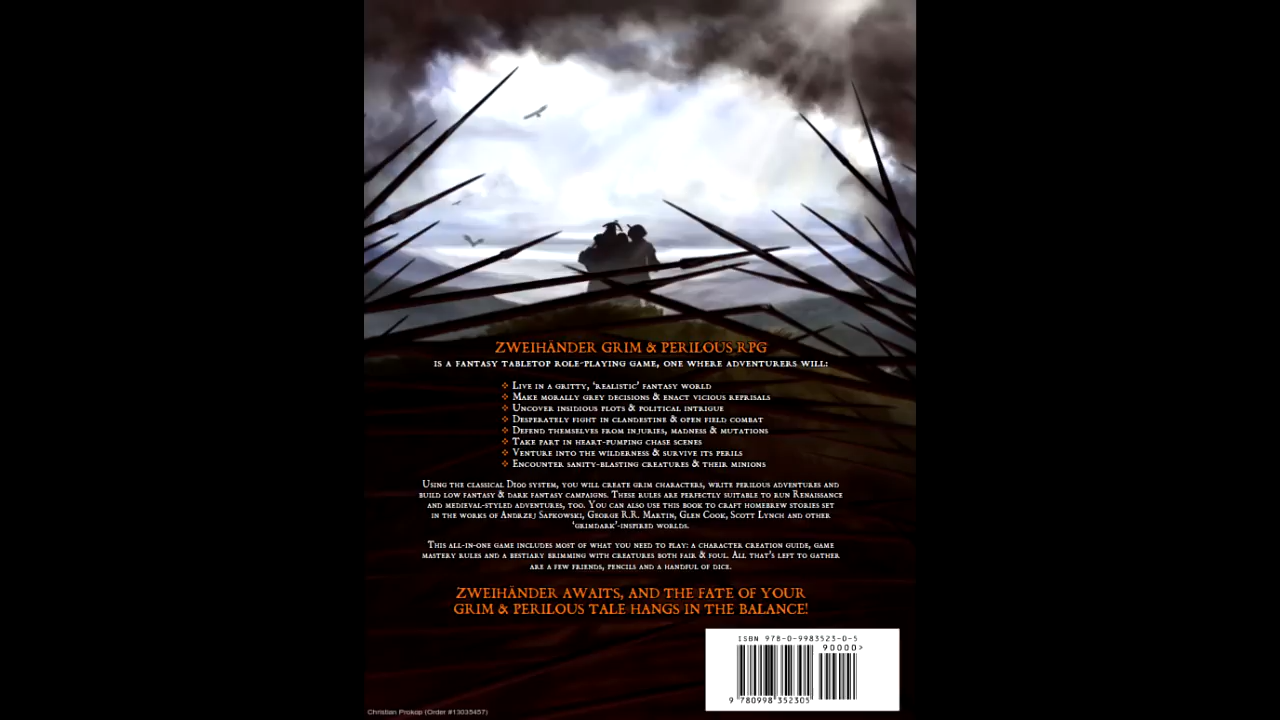 ZWEIHÄNDER GRIM & PERILOUS RPG
IS A FANTASY TABLETOP ROLE-PLAYING GAME, ONE WHERE ADVENTURERS WILL:
❖ LIVE IN A GRITTY, ‘REALISTIC’ FANTASY WORLD
❖ MAKE MORALLY GREY DECISIONS & ENACT VICIOUS REPRISALS
❖ UNCOVER INSIDIOUS PLOTS & POLITICAL INTRIGUE
❖ DESPERATELY FIGHT IN CLANDESTINE & OPEN FIELD COMBAT
❖ DEFEND THEMSELVES FROM INJURIES, MADNESS & MUTATIONS
❖ TAKE PART IN HEART-PUMPING CHASE SCENES
❖ VENTURE INTO THE WILDERNESS & SURVIVE ITS PERILS
❖ ENCOUNTER SANITY-BLASTING CREATURES & THEIR MINIONS
USING THE CLASSICAL D100 SYSTEM, YOU WILL CREATE GRIM CHARACTERS, WRITE PERILOUS ADVENTURES AND
BUILD LOW FANTASY & DARK FANTASY CAMPAIGNS. THESE RULES ARE PERFECTLY SUITABLE TO RUN RENAISSANCE
AND MEDIEVAL-STYLED ADVENTURES, TOO. YOU CAN ALSO USE THIS BOOK TO CRAFT HOMEBREW STORIES SET
IN THE WORKS OF ANDRZEJ SAPKOWSKI, GEORGE R.R. MARTIN, GLEN COOK, SCOTT LYNCH AND OTHER
‘GRIMDARK’-INSPIRED WORLDS.
THIS ALL-IN-ONE GAME INCLUDES MOST OF WHAT YOU NEED TO PLAY: A CHARACTER CREATION GUIDE, GAME
MASTERY RULES AND A BESTIARY BRIMMING WITH CREATURES BOTH FAIR & FOUL. ALL THAT’S LEFT TO GATHER
ARE A FEW FRIENDS, PENCILS AND A HANDFUL OF DICE.
ZWEIHÄNDER AWAITS, AND THE FATE OF YOUR
GRIM & PERILOUS TALE HANGS IN THE BALANCE!
ISBN 978-0-9983523-0-5
90000>
9 780998 352305
Christian Prokop (Order #13035457)